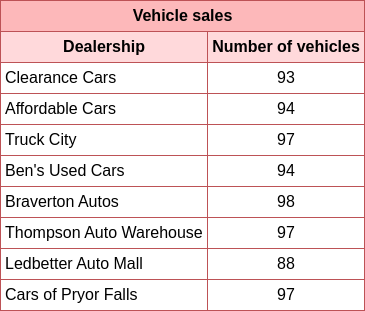 Vehicle sales
Dealership Number of vehicles
Clearance Cars 93
Affordable Cars 94
Truck City 97
Ben's Used Cars 94
Braverton Autos 98
Thompson Auto Warehouse 97
Ledbetter Auto Mall 88
Cars of Pryor Falls 97